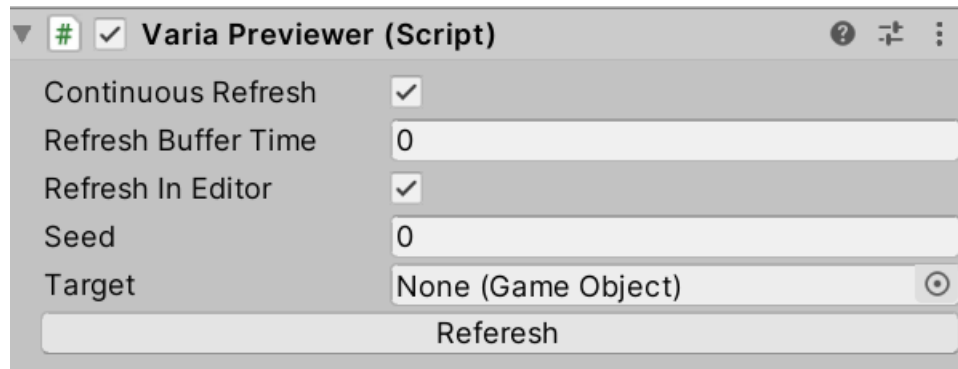 # Varia Previewer (Script)
Continuous Refresh
Refresh Buffer Time 0
Refresh In Editor
Seed 0
Target None (Game Object)
Referesh